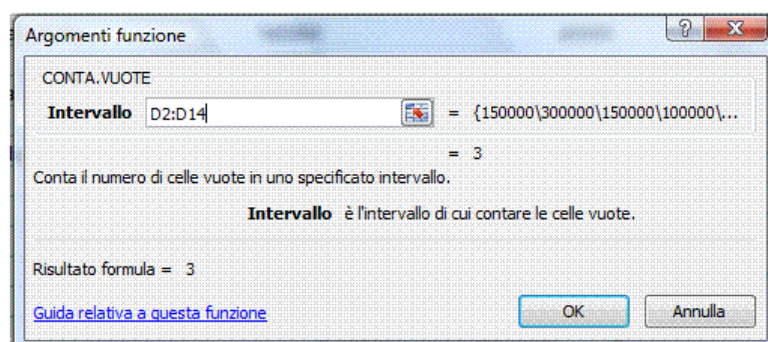 Argomenti funzione
CONTA.VUOTE
Intervallo D2:D14 = {150000\300000\150000\100000\...
= 3
Conta il numero di celle vuote in uno specificato intervallo.
Intervallo è l'intervallo di cui contare le celle vuote.
Risultato formula = 3
Guida relativa a questa funzione OK Annulla